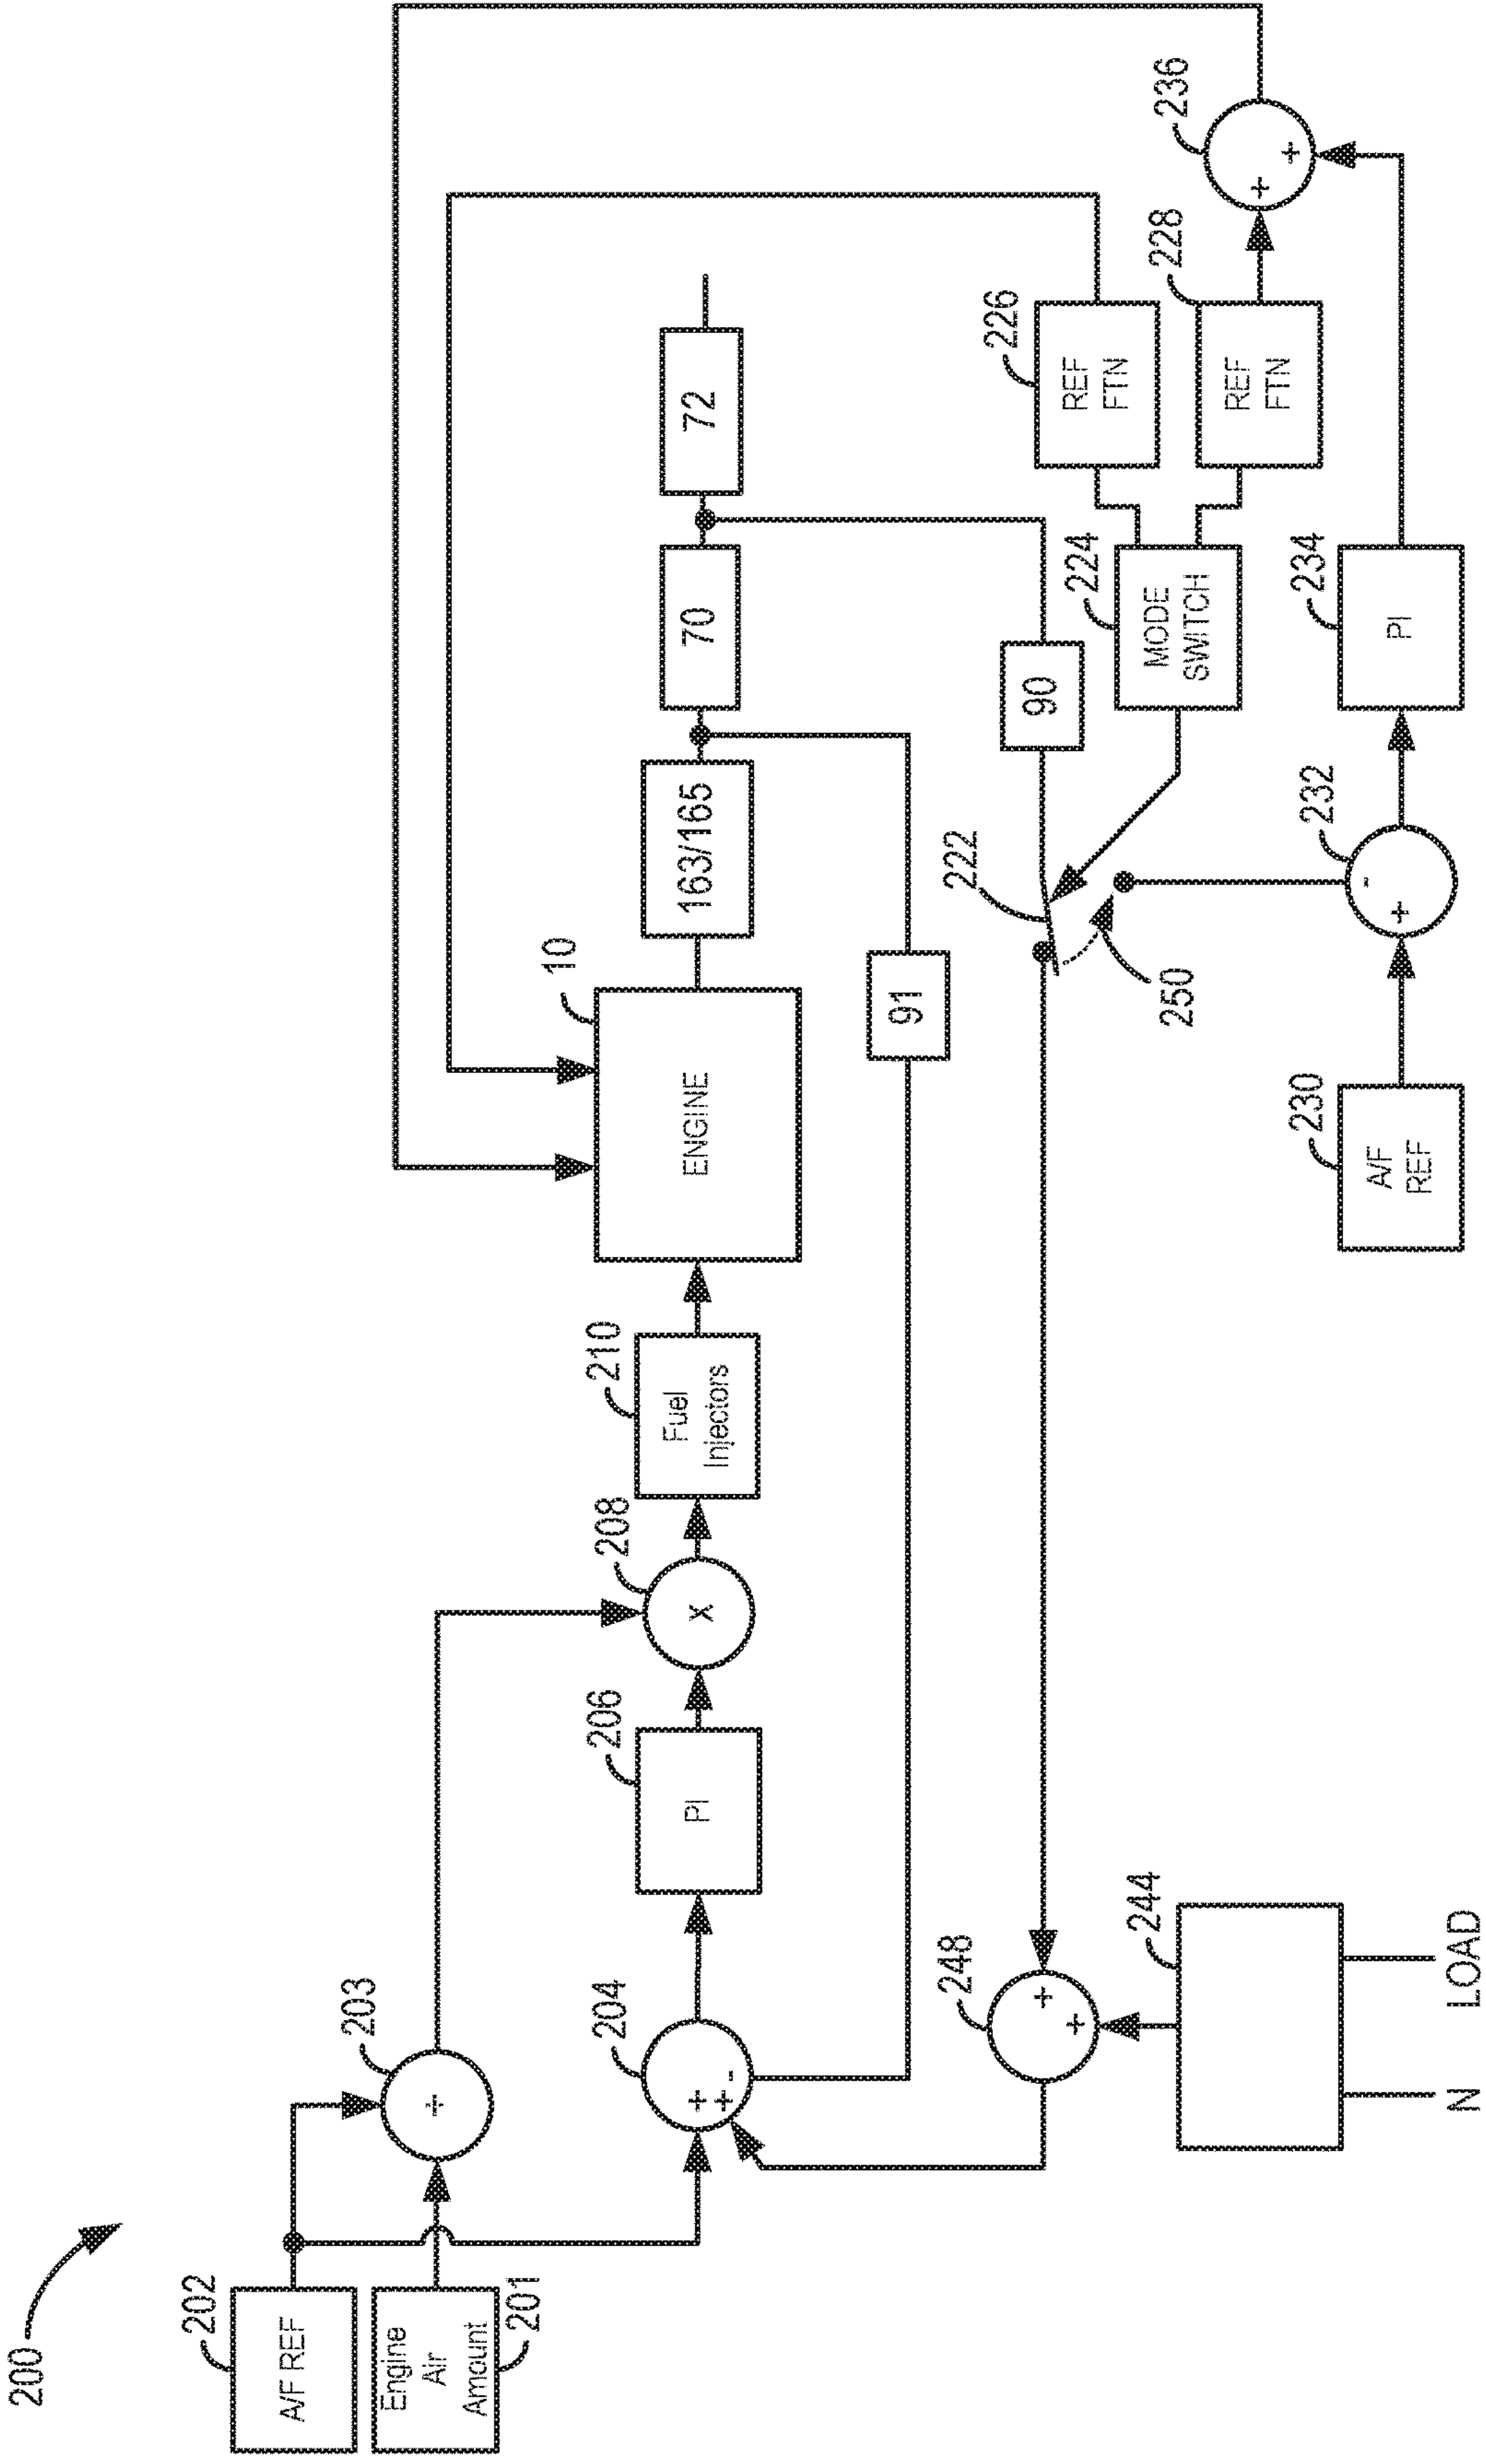 200
202
A/F REF
Engine
Air
Amount
201
203
÷
204
+
+
-
206
PI
208
X
210
Fuel
Injectors
10
ENGINE
163/165
70
72
91
90
222
250
248
+
+
244
N
LOAD
224
MODE
SWITCH
226
REF
FTN
228
REF
FTN
230
A/F
REF
232
+
-
234
PI
236
+
+